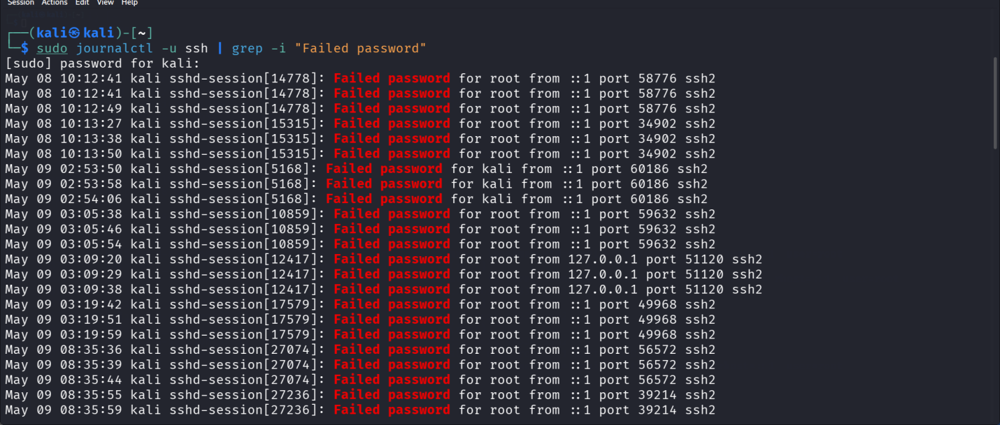 Session Actions Edit View Help
┌──(kali㉿kali)-[~]
└─$ sudo journalctl -u ssh | grep -i "Failed password"
[sudo] password for kali:
May 08 10:12:41 kali sshd-session[14778]: Failed password for root from ::1 port 58776 ssh2
May 08 10:12:41 kali sshd-session[14778]: Failed password for root from ::1 port 58776 ssh2
May 08 10:12:49 kali sshd-session[14778]: Failed password for root from ::1 port 58776 ssh2
May 08 10:13:27 kali sshd-session[15315]: Failed password for root from ::1 port 34902 ssh2
May 08 10:13:38 kali sshd-session[15315]: Failed password for root from ::1 port 34902 ssh2
May 08 10:13:50 kali sshd-session[15315]: Failed password for root from ::1 port 34902 ssh2
May 09 02:53:50 kali sshd-session[5168]: Failed password for kali from ::1 port 60186 ssh2
May 09 02:53:58 kali sshd-session[5168]: Failed password for kali from ::1 port 60186 ssh2
May 09 02:54:06 kali sshd-session[5168]: Failed password for kali from ::1 port 60186 ssh2
May 09 03:05:38 kali sshd-session[10859]: Failed password for root from ::1 port 59632 ssh2
May 09 03:05:46 kali sshd-session[10859]: Failed password for root from ::1 port 59632 ssh2
May 09 03:05:54 kali sshd-session[10859]: Failed password for root from ::1 port 59632 ssh2
May 09 03:09:20 kali sshd-session[12417]: Failed password for root from 127.0.0.1 port 51120 ssh2
May 09 03:09:29 kali sshd-session[12417]: Failed password for root from 127.0.0.1 port 51120 ssh2
May 09 03:09:38 kali sshd-session[12417]: Failed password for root from 127.0.0.1 port 51120 ssh2
May 09 03:19:42 kali sshd-session[17579]: Failed password for root from ::1 port 49968 ssh2
May 09 03:19:51 kali sshd-session[17579]: Failed password for root from ::1 port 49968 ssh2
May 09 03:19:59 kali sshd-session[17579]: Failed password for root from ::1 port 49968 ssh2
May 09 08:35:36 kali sshd-session[27074]: Failed password for root from ::1 port 56572 ssh2
May 09 08:35:39 kali sshd-session[27074]: Failed password for root from ::1 port 56572 ssh2
May 09 08:35:44 kali sshd-session[27074]: Failed password for root from ::1 port 56572 ssh2
May 09 08:35:55 kali sshd-session[27236]: Failed password for root from ::1 port 39214 ssh2
May 09 08:35:59 kali sshd-session[27236]: Failed password for root from ::1 port 39214 ssh2